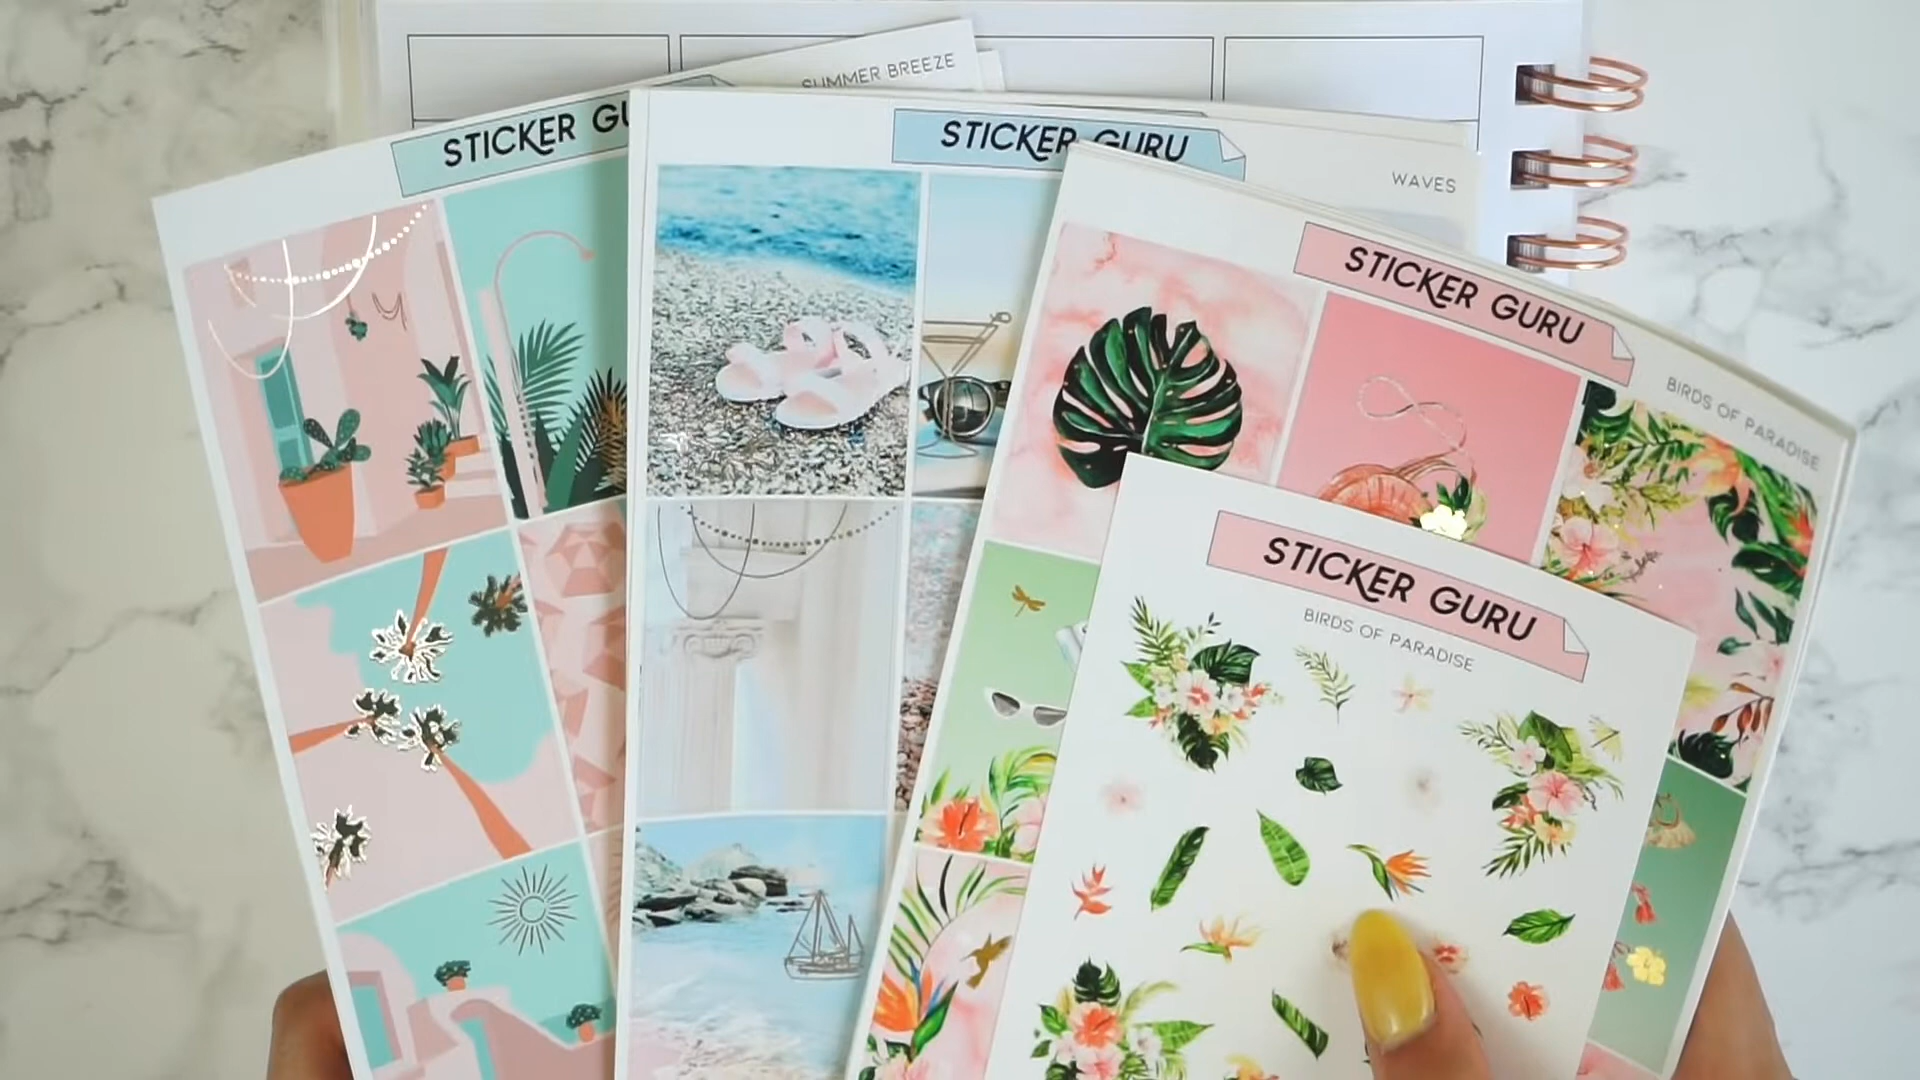 SUMMER BREEZE
STICKER GU
STICKER GURU
WAVES
STICKER GURU
BIRDS OF PARADISE
STICKER GURU
BIRDS OF PARADISE